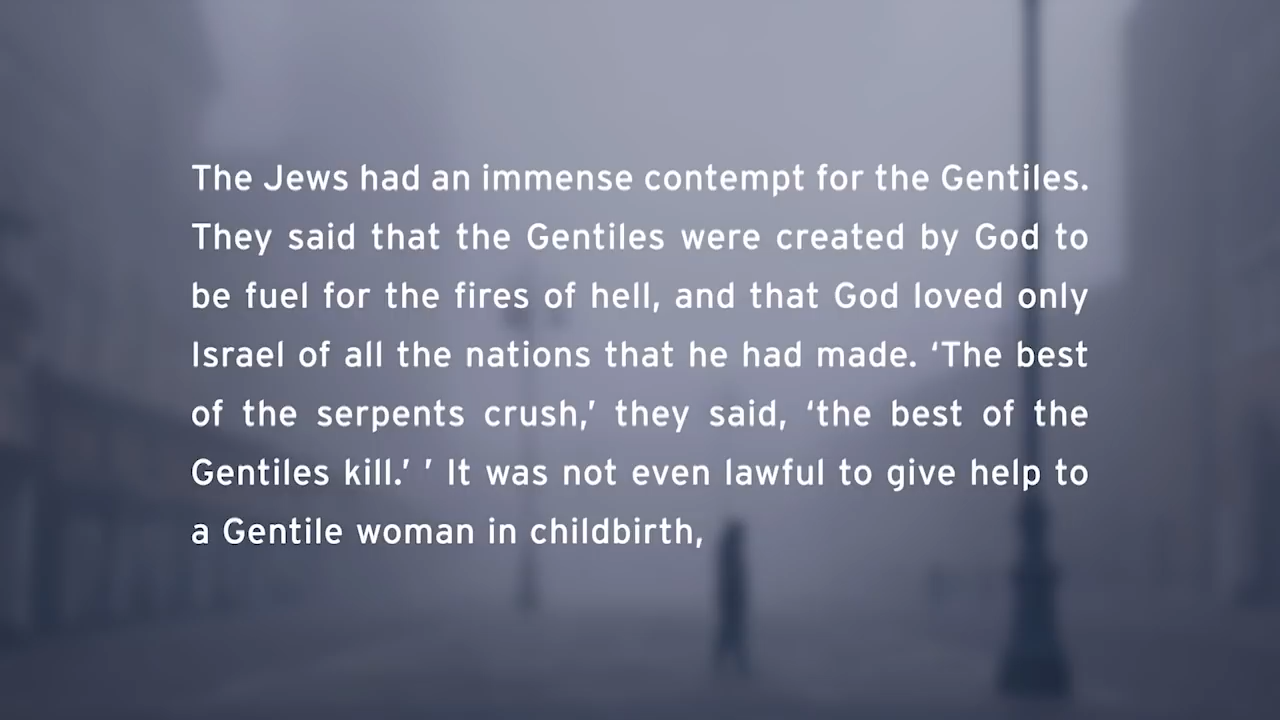 The Jews had an immense contempt for the Gentiles.
They said that the Gentiles were created by God to
be fuel for the fires of hell, and that God loved only
Israel of all the nations that he had made. ‘The best
of the serpents crush,’ they said, ‘the best of the
Gentiles kill.’ ’ It was not even lawful to give help to
a Gentile woman in childbirth,